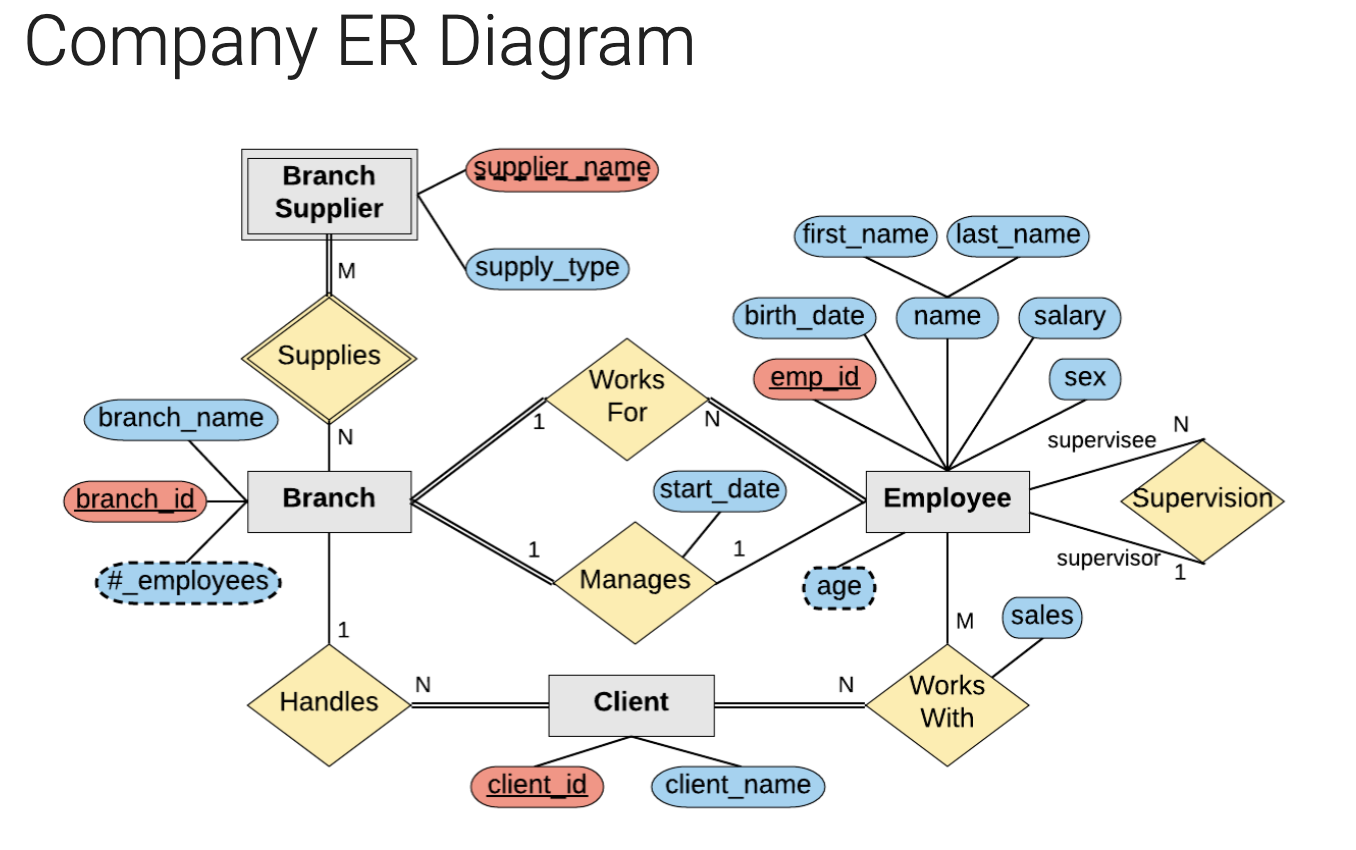 Company ER Diagram
Branch
Supplier
supplier_name
supply_type
M
Supplies
N
first_name
last_name
birth_date
name
salary
emp_id
sex
Works
For
1
N
branch_name
branch_id
#_employees
Branch
start_date
1
Manages
1
Employee
supervisee
N
Supervision
supervisor
1
age
sales
M
1
Handles
N
Client
N
Works
With
client_id
client_name